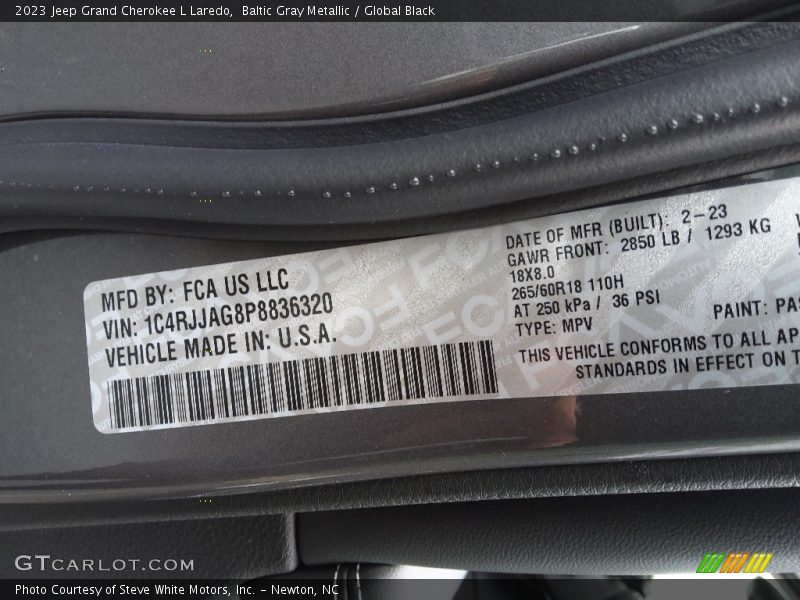 2023 Jeep Grand Cherokee L Laredo, Baltic Gray Metallic / Global Black
MFD BY: FCA US LLC
VIN: 1C4RJJAG8P8836320
VEHICLE MADE IN: U.S.A.
DATE OF MFR (BUILT): 2-23
GAWR FRONT: 2850 LB / 1293 KG
18X8.0
265/60R18 110H
AT 250 kPa / 36 PSI
TYPE: MPV
PAINT: PA
THIS VEHICLE CONFORMS TO ALL AP
STANDARDS IN EFFECT ON T
GTCARLOT.COM
Photo Courtesy of Steve White Motors, Inc. – Newton, NC